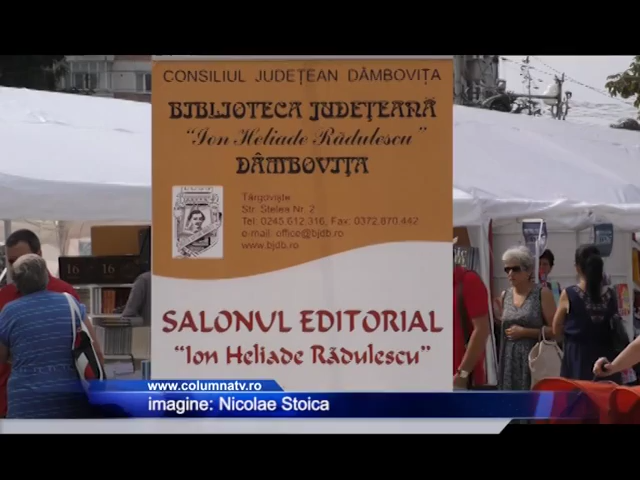 CONSILIUL JUDEȚEAN DÂMBOVIȚA
BIBLIOTECA JUDEȚEANĂ
"Ion Heliade Rădulescu"
DÂMBOVIȚA
Târgoviște
Str. Stelea Nr. 2
Tel: 0245.612.316, Fax: 0372.870.442
e-mail: office@bjdb.ro
www.bjdb.ro
16 16
SALONUL EDITORIAL
"Ion Heliade Rădulescu"
www.columnatv.ro
imagine: Nicolae Stoica